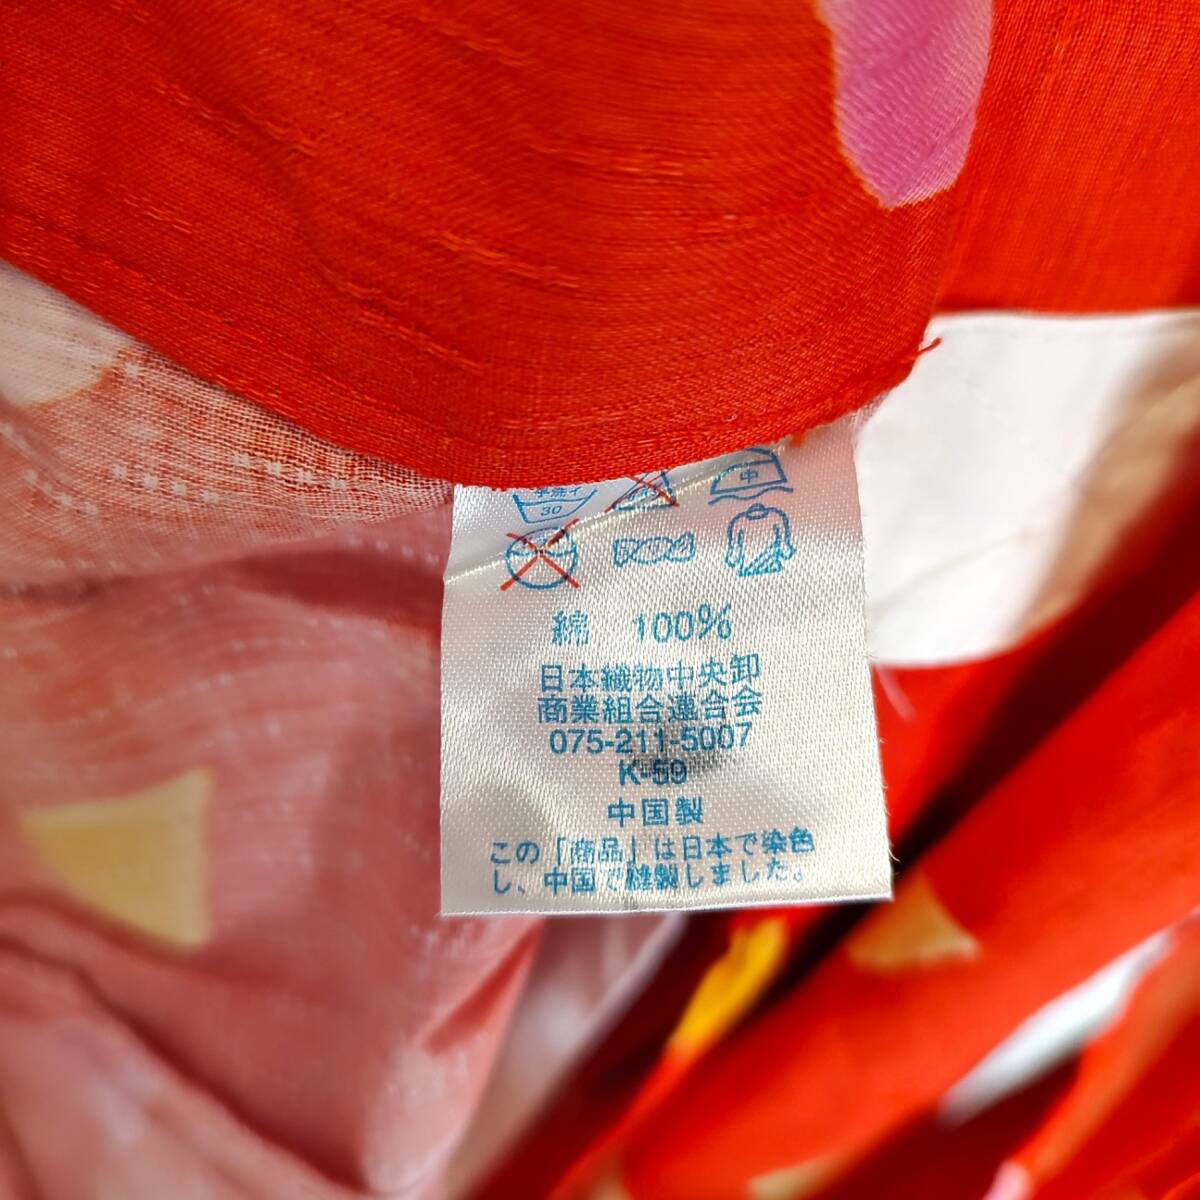 手洗イ
30
中
綿 100%
日本織物中央卸
商業組合連合会
075-211-5007
K-59
中国製
この「商品」は日本で染色
し、中国で縫製しました。